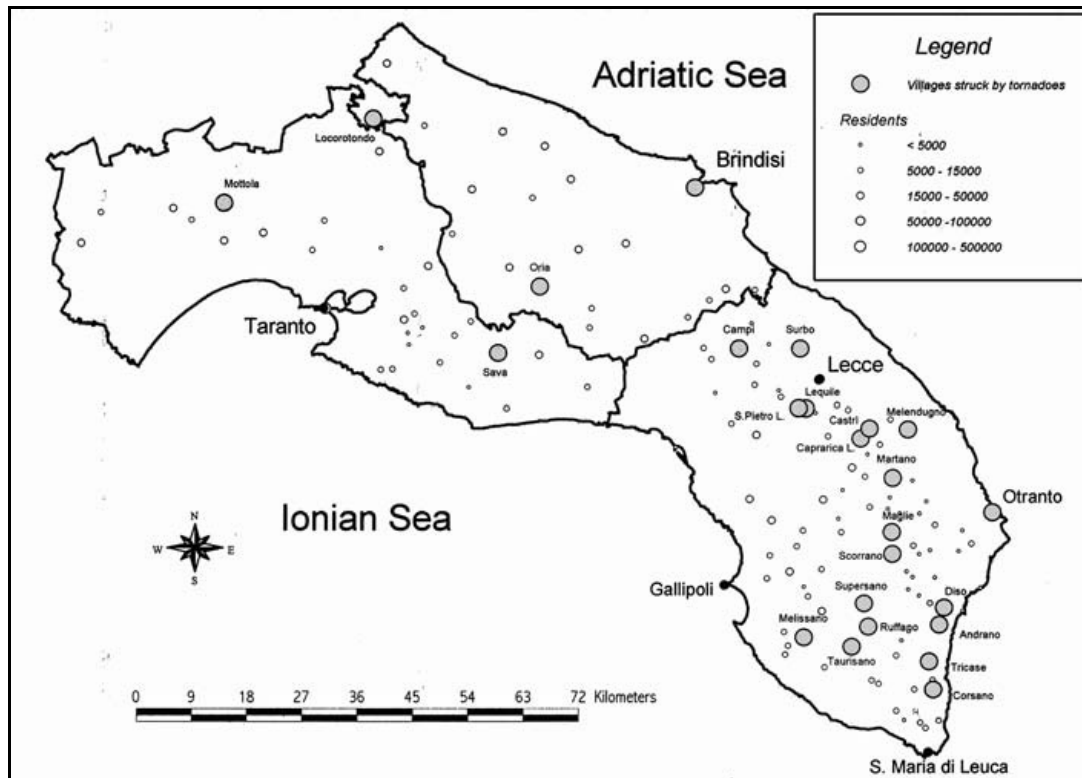 Legend
Villages struck by tornadoes
Residents
< 5000
5000 - 15000
15000 - 50000
50000 -100000
100000 - 500000
Adriatic Sea
Locorotondo
Brindisi
Mottola
Oria
Taranto
Sava
Campi
Surbo
Lecce
Lequile
S.Pietro L.
Castrì
Melendugno
Caprarica L.
Martano
Otranto
Ionian Sea
Maglie
Scorrano
N
W
E
S
Gallipoli
Supersano
Diso
Melissano
Ruffago
Andrano
Taurisano
Tricase
Corsano
0 9 18 27 36 45 54 63 72 Kilometers
S. Maria di Leuca